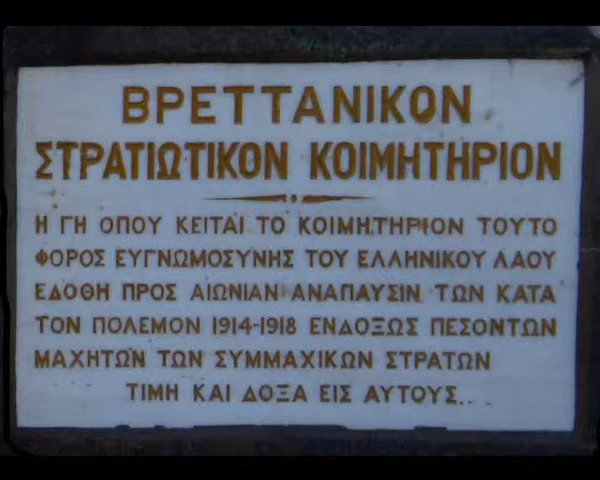 ΒΡΕΤΤΑΝΙΚΟΝ
ΣΤΡΑΤΙΩΤΙΚΟΝ ΚΟΙΜΗΤΗΡΙΟΝ
Η ΓΗ ΟΠΟΥ ΚΕΙΤΑΙ ΤΟ ΚΟΙΜΗΤΗΡΙΟΝ ΤΟΥΤΟ
ΦΟΡΟΣ ΕΥΓΝΩΜΟΣΥΝΗΣ ΤΟΥ ΕΛΛΗΝΙΚΟΥ ΛΑΟΥ
ΕΔΟΘΗ ΠΡΟΣ ΑΙΩΝΙΑΝ ΑΝΑΠΑΥΣΙΝ ΤΩΝ ΚΑΤΑ
ΤΟΝ ΠΟΛΕΜΟΝ 1914-1918 ΕΝΔΟΞΩΣ ΠΕΣΟΝΤΩΝ
ΜΑΧΗΤΩΝ ΤΩΝ ΣΥΜΜΑΧΙΚΩΝ ΣΤΡΑΤΩΝ
ΤΙΜΗ ΚΑΙ ΔΟΞΑ ΕΙΣ ΑΥΤΟΥΣ...